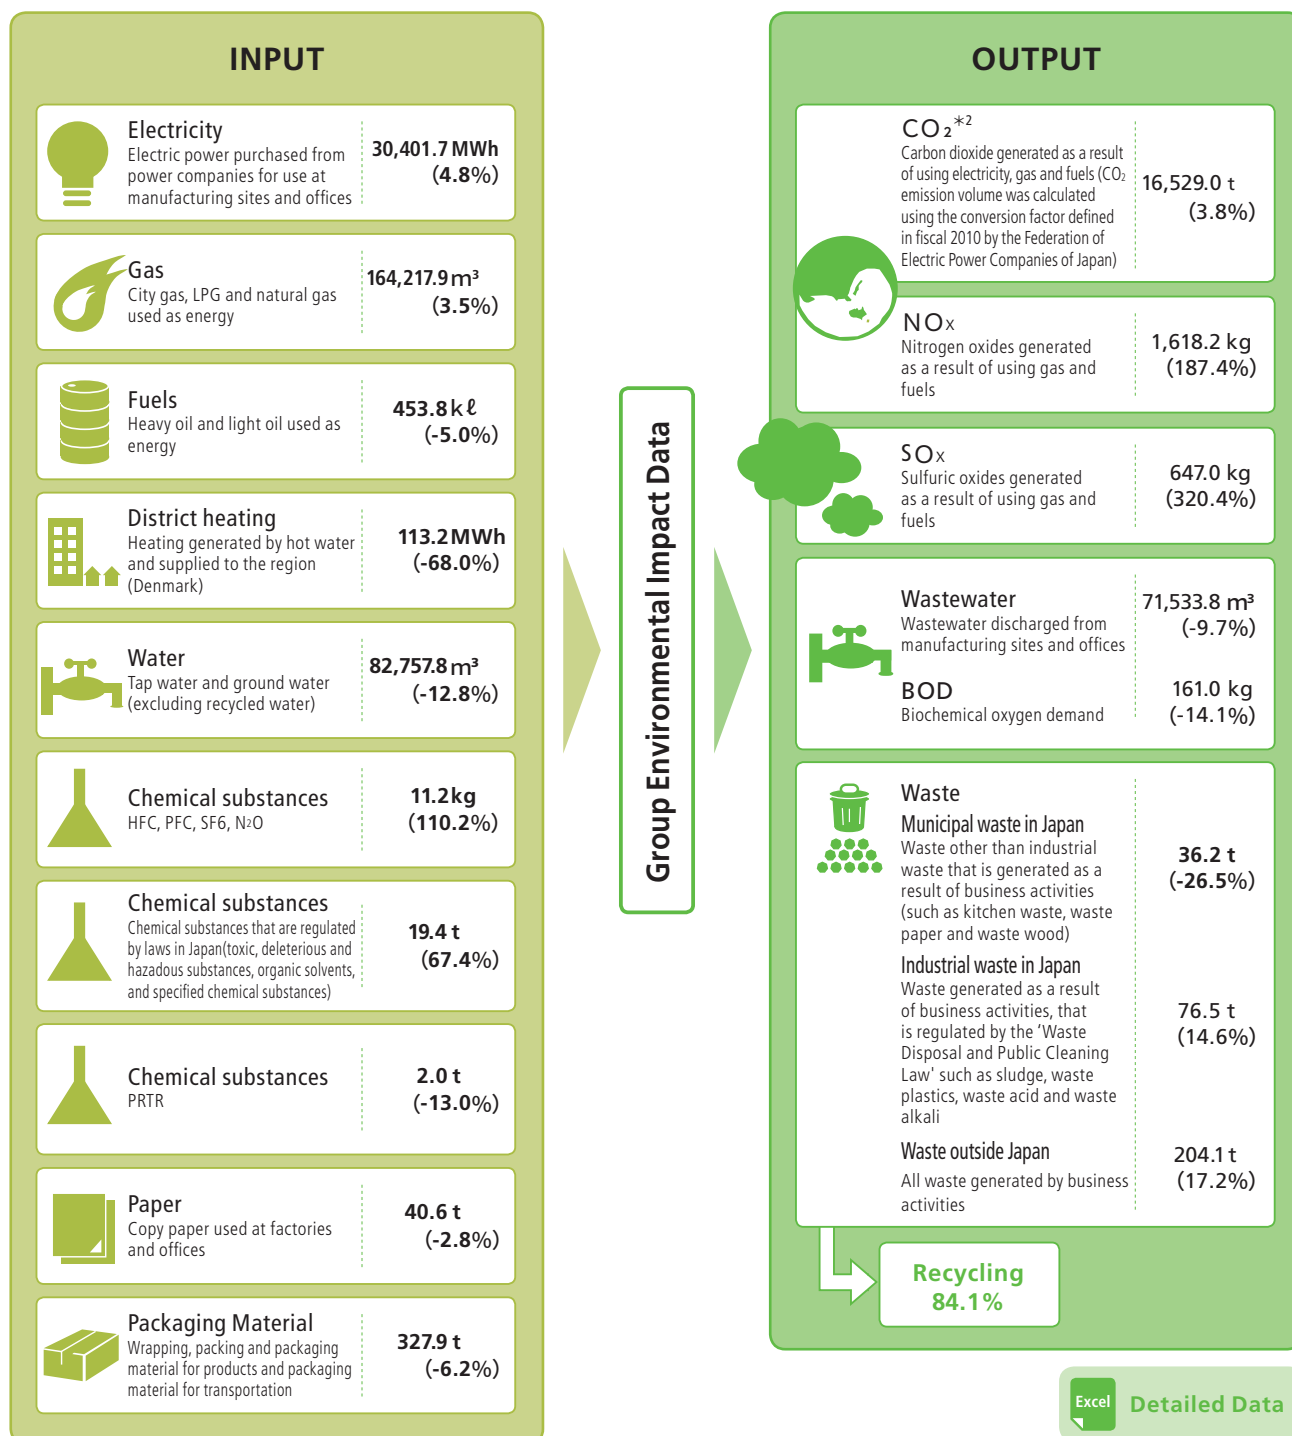 INPUT
Electricity
Electric power purchased from
power companies for use at
manufacturing sites and offices
30,401.7 MWh
(4.8%)
Gas
City gas, LPG and natural gas
used as energy
164,217.9 m³
(3.5%)
Fuels
Heavy oil and light oil used as
energy
453.8 kℓ
(-5.0%)
District heating
Heating generated by hot water
and supplied to the region
(Denmark)
113.2 MWh
(-68.0%)
Water
Tap water and ground water
(excluding recycled water)
82,757.8 m³
(-12.8%)
Chemical substances
HFC, PFC, SF6, N2O
11.2 kg
(110.2%)
Chemical substances
Chemical substances that are regulated
by laws in Japan(toxic, deleterious and
hazadous substances, organic solvents,
and specified chemical substances)
19.4 t
(67.4%)
Chemical substances
PRTR
2.0 t
(-13.0%)
Paper
Copy paper used at factories
and offices
40.6 t
(-2.8%)
Packaging Material
Wrapping, packing and packaging
material for products and packaging
material for transportation
327.9 t
(-6.2%)
Group Environmental Impact Data
OUTPUT
CO₂*2
Carbon dioxide generated as a result
of using electricity, gas and fuels (CO₂
emission volume was calculated
using the conversion factor defined
in fiscal 2010 by the Federation of
Electric Power Companies of Japan)
16,529.0 t
(3.8%)
NOx
Nitrogen oxides generated
as a result of using gas and
fuels
1,618.2 kg
(187.4%)
SOx
Sulfuric oxides generated
as a result of using gas and
fuels
647.0 kg
(320.4%)
Wastewater
Wastewater discharged from
manufacturing sites and offices
71,533.8 m³
(-9.7%)
BOD
Biochemical oxygen demand
161.0 kg
(-14.1%)
Waste
Municipal waste in Japan
Waste other than industrial
waste that is generated as a
result of business activities
(such as kitchen waste, waste
paper and waste wood)
36.2 t
(-26.5%)
Industrial waste in Japan
Waste generated as a result
of business activities, that
is regulated by the ‘Waste
Disposal and Public Cleaning
Law' such as sludge, waste
plastics, waste acid and waste
alkali
76.5 t
(14.6%)
Waste outside Japan
All waste generated by business
activities
204.1 t
(17.2%)
Recycling
84.1%
Excel
Detailed Data